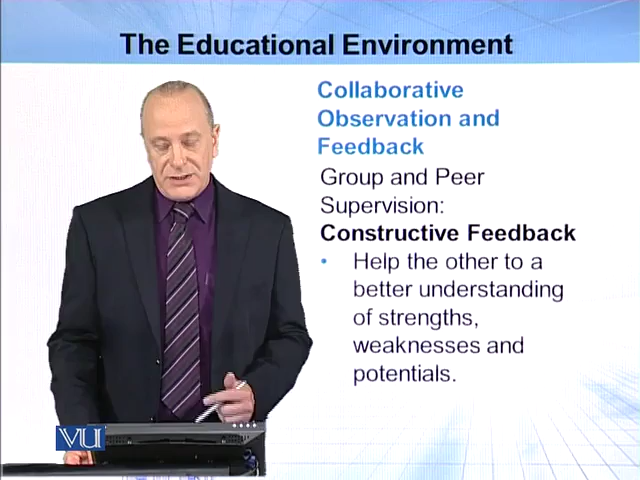 The Educational Environment
Collaborative
Observation and
Feedback
Group and Peer
Supervision:
Constructive Feedback
• Help the other to a
better understanding
of strengths,
weaknesses and
potentials.
VU